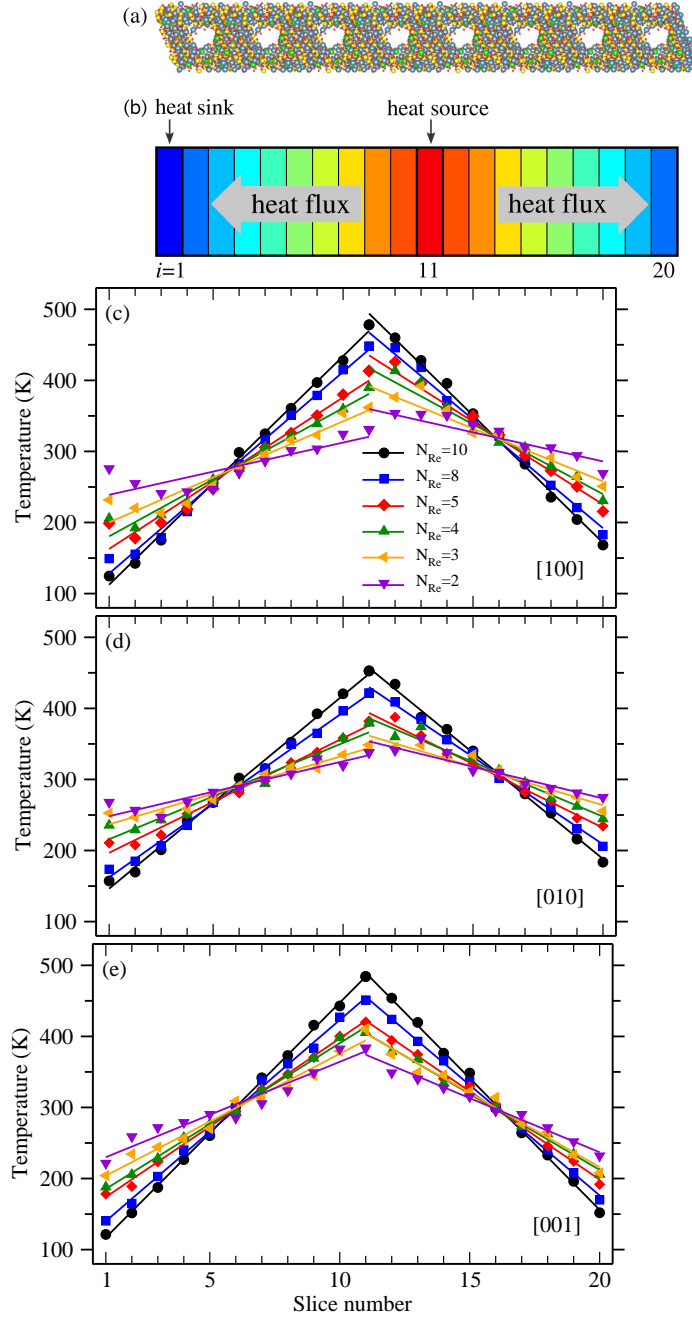 (a)
(b)
heat sink
heat source
heat flux
heat flux
i=1
11
20
(c)
500
400
300
200
100
Temperature (K)
N_Re=10
N_Re=8
N_Re=5
N_Re=4
N_Re=3
N_Re=2
[100]
(d)
500
400
300
200
100
Temperature (K)
[010]
(e)
500
400
300
200
100
Temperature (K)
[001]
1
5
10
15
20
Slice number